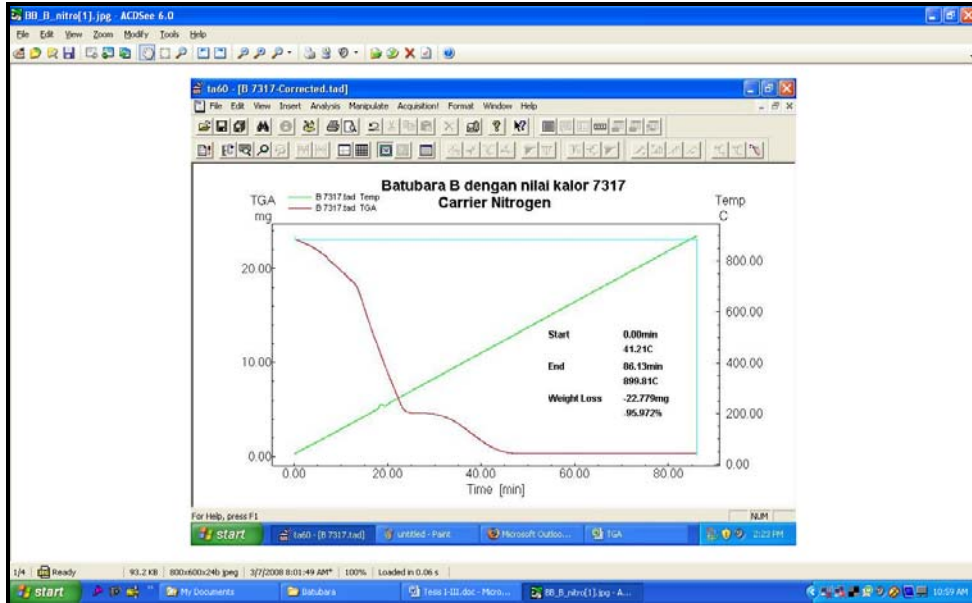 BB_B_nitro[1].jpg - ACDSee 6.0
File Edit View Zoom Modify Tools Help
ta60 - [B 7317-Corrected.tad]
File Edit View Insert Analysis Manipulate Acquisition! Format Window Help
Batubara B dengan nilai kalor 7317
Carrier Nitrogen
TGA
mg
B 7317.tad Temp
B 7317.tad TGA
Temp
C
20.00
10.00
0.00
800.00
600.00
400.00
200.00
0.00
Start 0.00min
41.21C
End 86.13min
899.81C
Weight Loss -22.779mg
-95.972%
0.00 20.00 40.00 60.00 80.00
Time [min]
For Help, press F1 NUM
start ta60 - [B 7317.tad] untitled - Paint Microsoft Outloo... TGA 2:23 PM
1/4 Ready 93.2 KB 800x600x24b jpeg 3/7/2008 8:01:49 AM* 100% Loaded in 0.06 s
start My Documents Batubara Tesis I-III.doc - Micro... BB_B_nitro[1].jpg - A... 10:59 AM